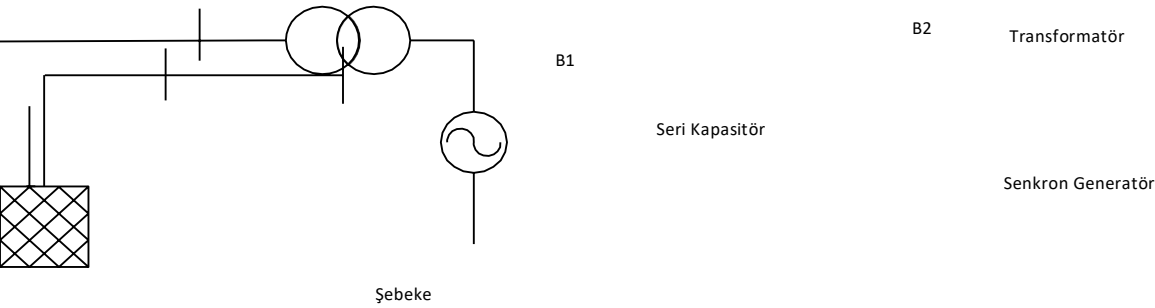 B2
Transformatör
B1
Seri Kapasitör
Senkron Generatör
Şebeke